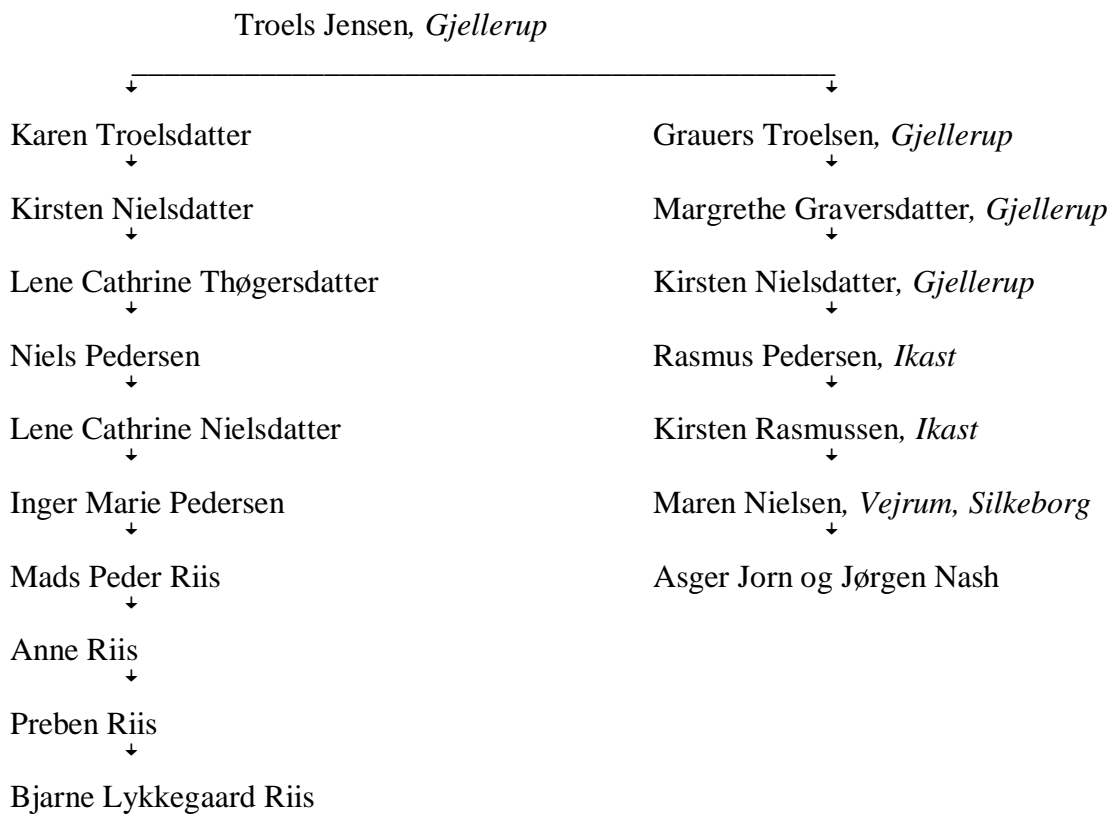 Troels Jensen, Gjellerup
Karen Troelsdatter Grauers Troelsen, Gjellerup
Kirsten Nielsdatter Margrethe Graversdatter, Gjellerup
Lene Cathrine Thøgersdatter Kirsten Nielsdatter, Gjellerup
Niels Pedersen Rasmus Pedersen, Ikast
Lene Cathrine Nielsdatter Kirsten Rasmussen, Ikast
Inger Marie Pedersen Maren Nielsen, Vejrum, Silkeborg
Mads Peder Riis Asger Jorn og Jørgen Nash
Anne Riis
Preben Riis
Bjarne Lykkegaard Riis